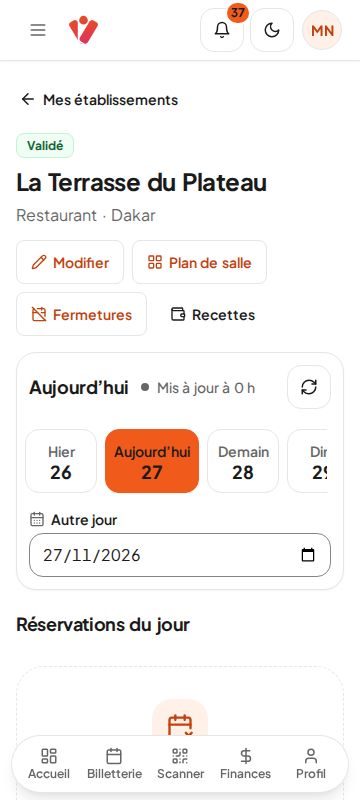 37
MN
Mes établissements
Validé
La Terrasse du Plateau
Restaurant · Dakar
Modifier
Plan de salle
Fermetures
Recettes
Aujourd'hui
Mis à jour à 0 h
Hier
26
Aujourd'hui
27
Demain
28
Autre jour
27/11/2026
Réservations du jour
Accueil
Billetterie
Scanner
Finances
Profil